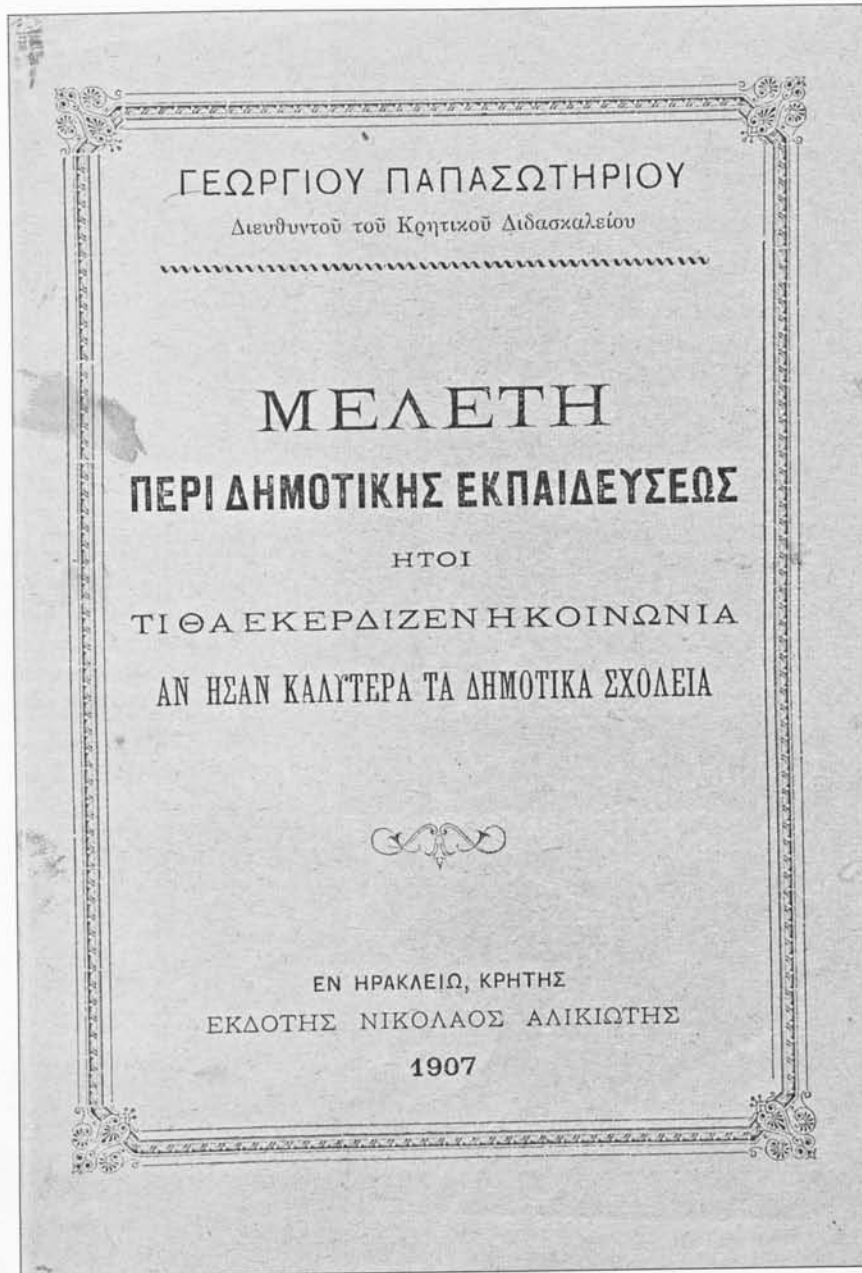 ΓΕΩΡΓΙΟΥ ΠΑΠΑΣΩΤΗΡΙΟΥ
Διευθυντοῦ τοῦ Κρητικοῦ Διδασκαλείου
ΜΕΛΕΤΗ
ΠΕΡΙ ΔΗΜΟΤΙΚΗΣ ΕΚΠΑΙΔΕΥΣΕΩΣ
ΗΤΟΙ
ΤΙ ΘΑ ΕΚΕΡΔΙΖΕΝ Η ΚΟΙΝΩΝΙΑ
ΑΝ ΗΣΑΝ ΚΑΛΥΤΕΡΑ ΤΑ ΔΗΜΟΤΙΚΑ ΣΧΟΛΕΙΑ
ΕΝ ΗΡΑΚΛΕΙΩ, ΚΡΗΤΗΣ
ΕΚΔΟΤΗΣ ΝΙΚΟΛΑΟΣ ΑΛΙΚΙΩΤΗΣ
1907